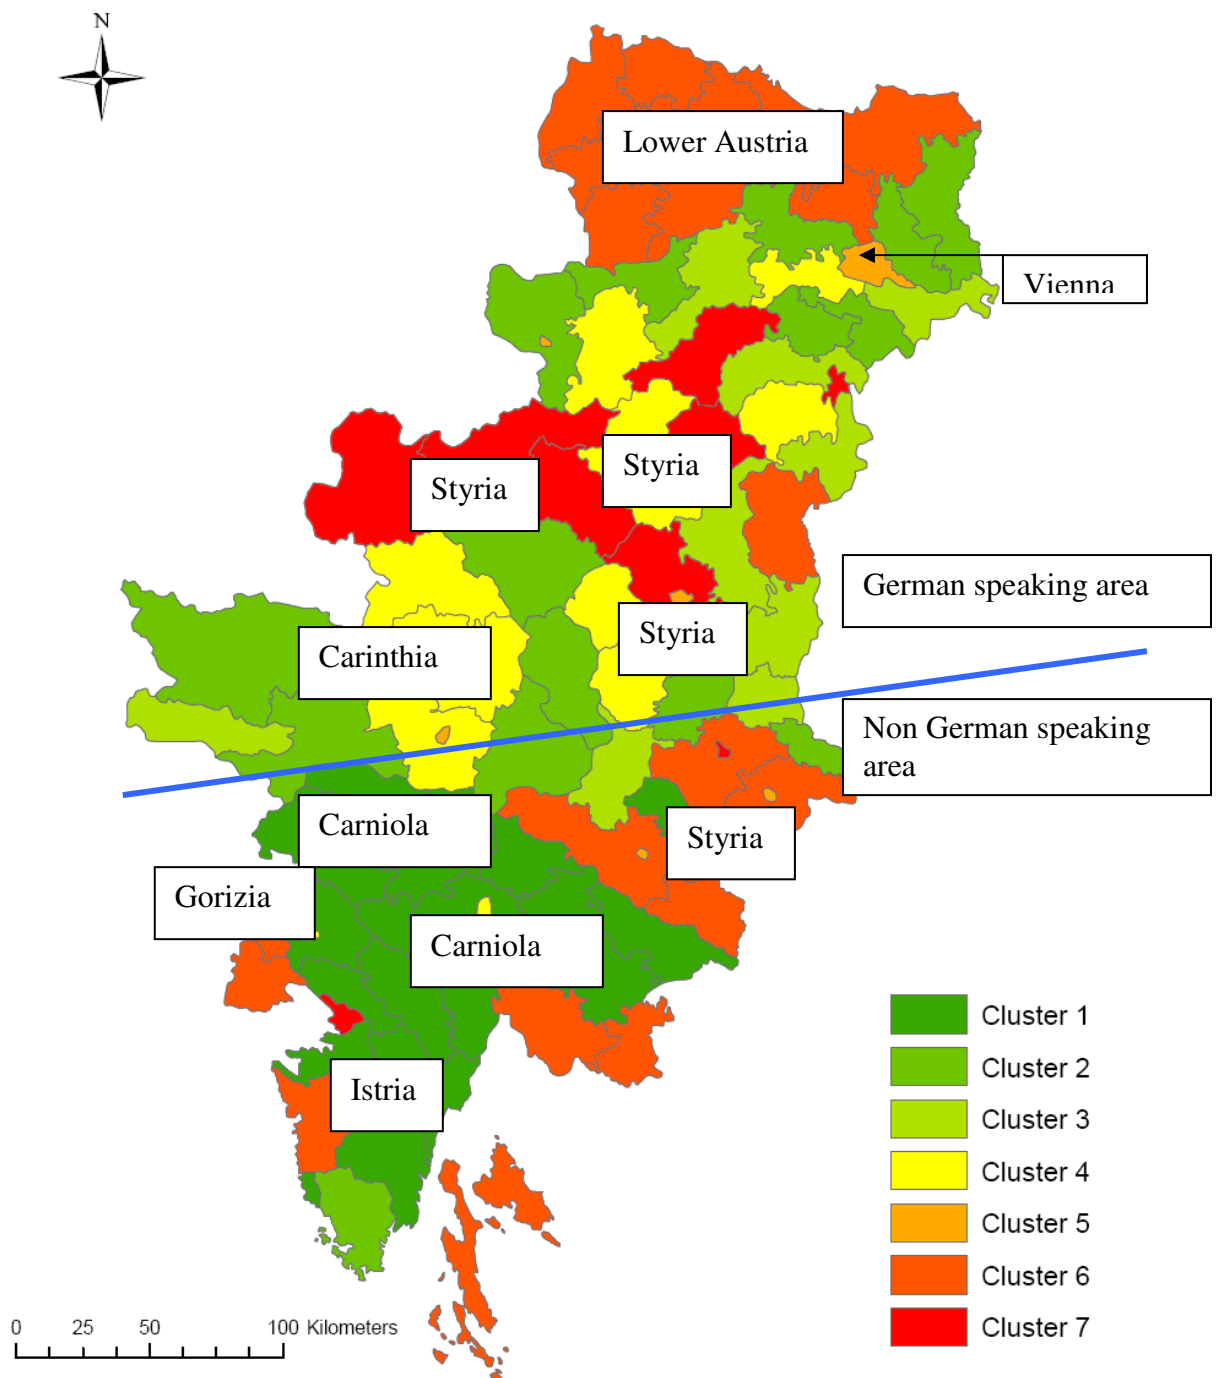 N
Lower Austria
Vienna
Styria
Styria
German speaking area
Styria
Carinthia
Non German speaking
area
Carniola
Styria
Gorizia
Carniola
Istria
Cluster 1
Cluster 2
Cluster 3
Cluster 4
Cluster 5
Cluster 6
Cluster 7
0 25 50 100 Kilometers